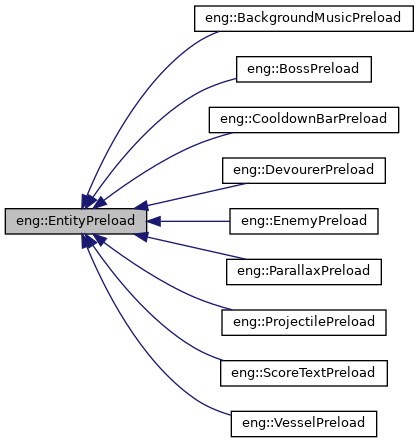 eng::BackgroundMusicPreload
eng::BossPreload
eng::CooldownBarPreload
eng::DevourerPreload
eng::EntityPreload
eng::EnemyPreload
eng::ParallaxPreload
eng::ProjectilePreload
eng::ScoreTextPreload
eng::VesselPreload